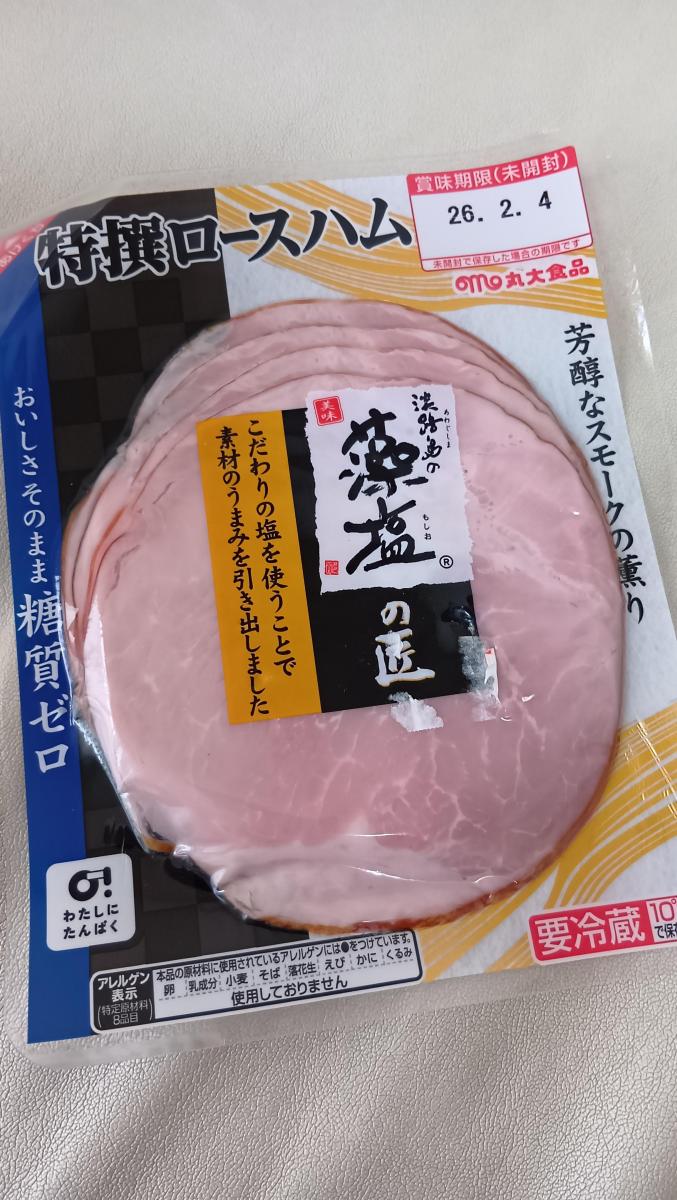 特撰ロースハム
賞味期限(未開封)
26. 2. 4
未開封で保存した場合の期限です
丸大食品
芳醇なスモークの薫り
美味
淡路島の
あわじしま
藻塩®
もしお
の匠
こだわりの塩を使うことで
素材のうまみを引き出しました
おいしさそのまま
糖質ゼロ
わたしに
たんぱく
要冷蔵
10°
で保
アレルゲン
表示
(特定原材料
8品目)
本品の原材料に使用されているアレルゲンには●をつけています。
卵 乳成分 小麦 そば 落花生 えび かに くるみ
使用しておりません